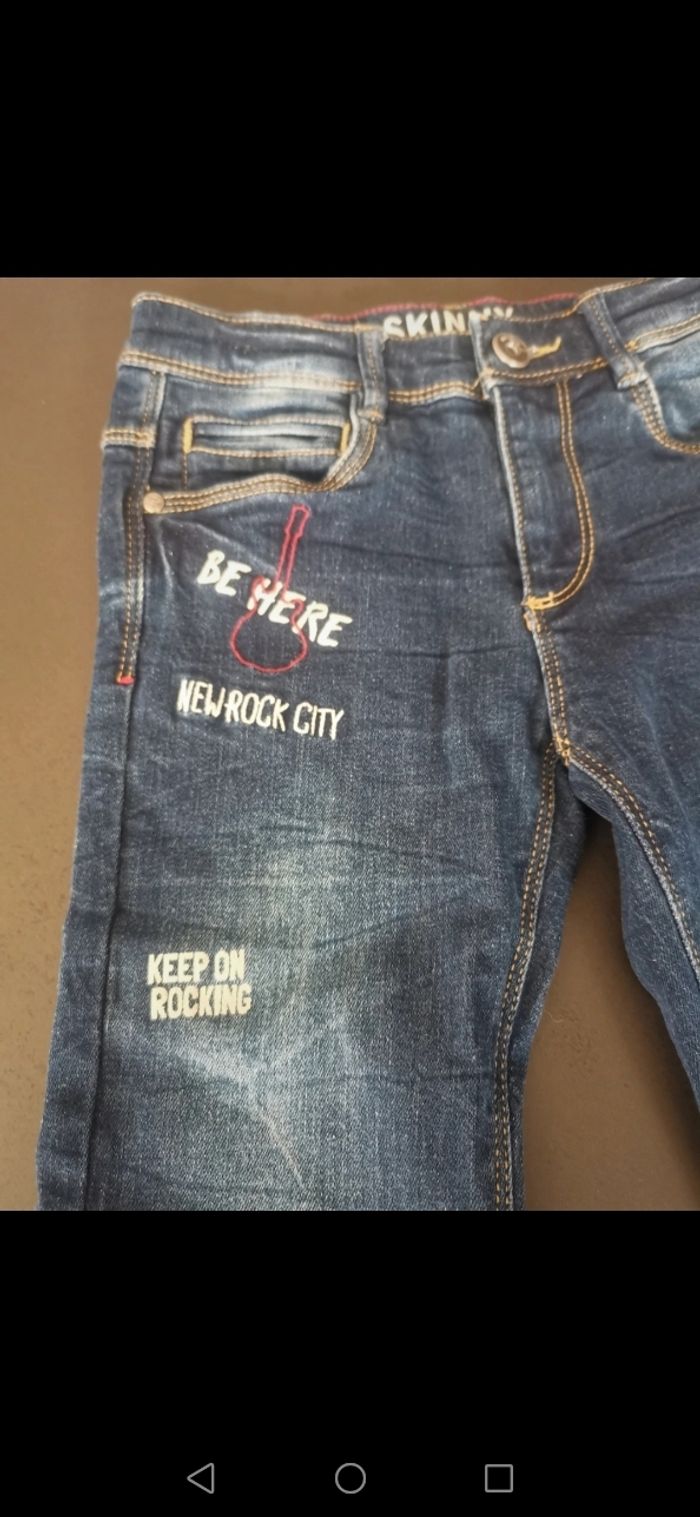 SKINNY
BE HERE
NEW-ROCK CITY
KEEP ON
ROCKING